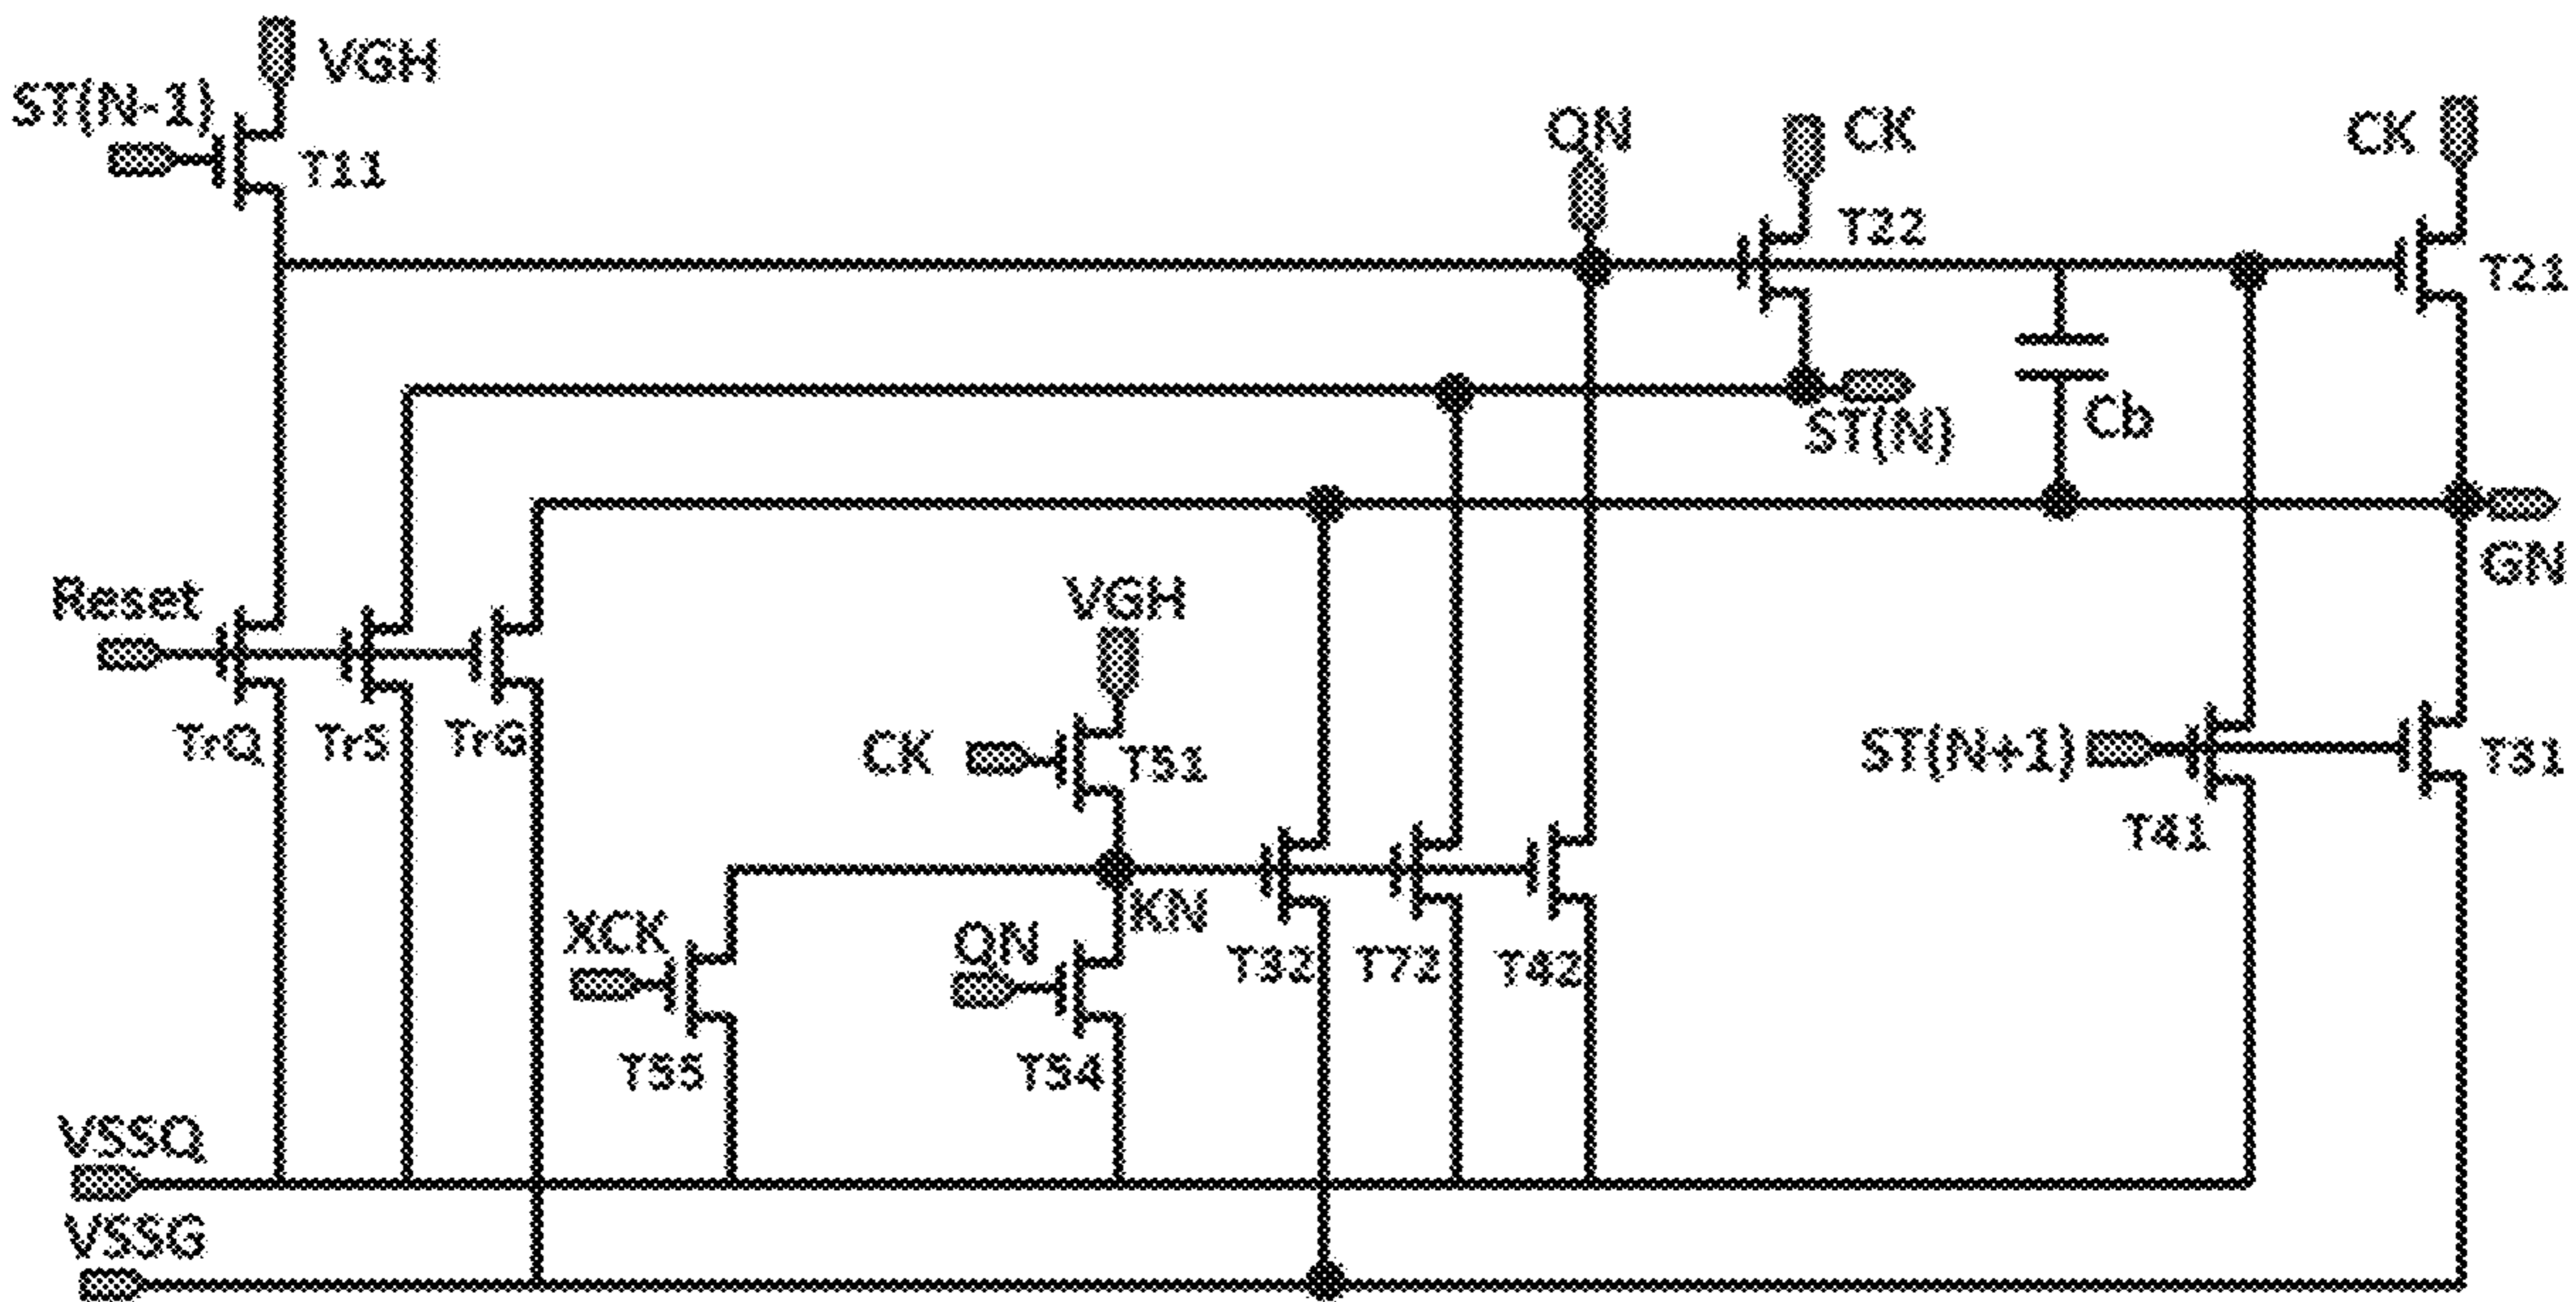 VGH
ST(N-1)
T11
QN
CK
CK
T22
T21
ST(N)
Cb
GN
Reset
VGH
TrQ
TrS
TrG
CK
T51
ST(N+1)
T31
T41
KN
XCK
QN
T32
T72
T42
T55
T54
VSSQ
VSSG